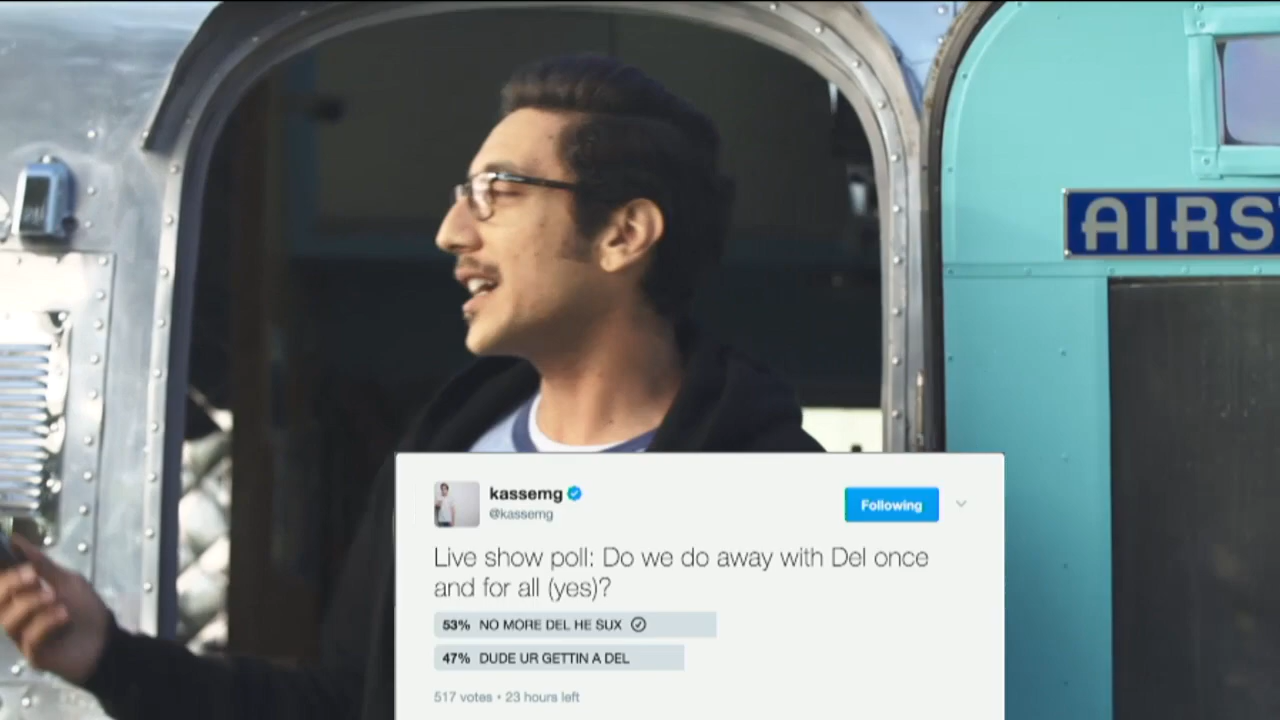 AIRS
kassemg
@kassemg
Following
Live show poll: Do we do away with Del once
and for all (yes)?
53% NO MORE DEL HE SUX
47% DUDE UR GETTIN A DEL
517 votes • 23 hours left